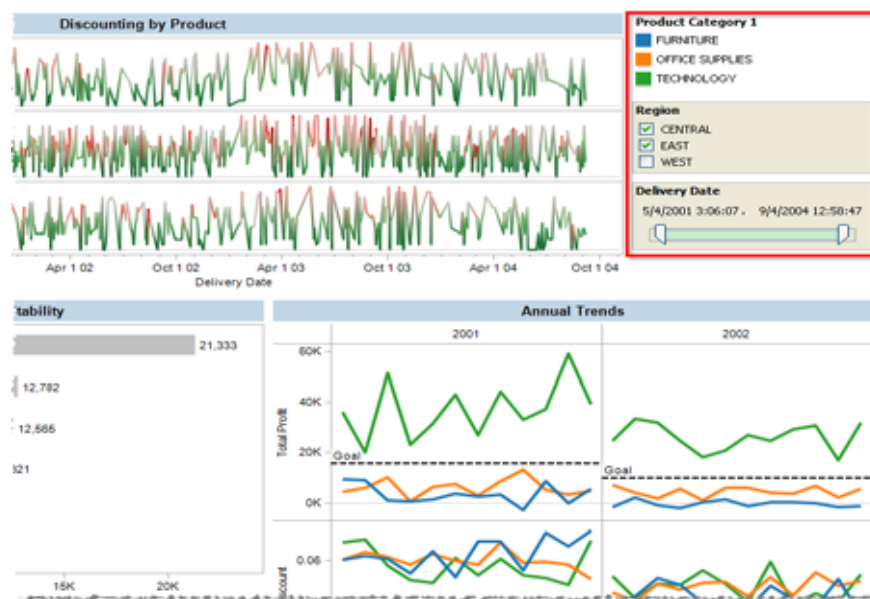 Discounting by Product
Product Category 1
FURNITURE
OFFICE SUPPLIES
TECHNOLOGY
Region
CENTRAL
EAST
WEST
Delivery Date
5/4/2001 3:06:07. 9/4/2004 12:58:47
Apr 1 02 Oct 1 02 Apr 1 03 Oct 1 03 Apr 1 04 Oct 1 04
Delivery Date
tability
21,333
12,782
12,565
621
15K 20K
Annual Trends
2001 2002
60K
40K
20K
0K
Total Profit
Goal
Goal
0.06
scount